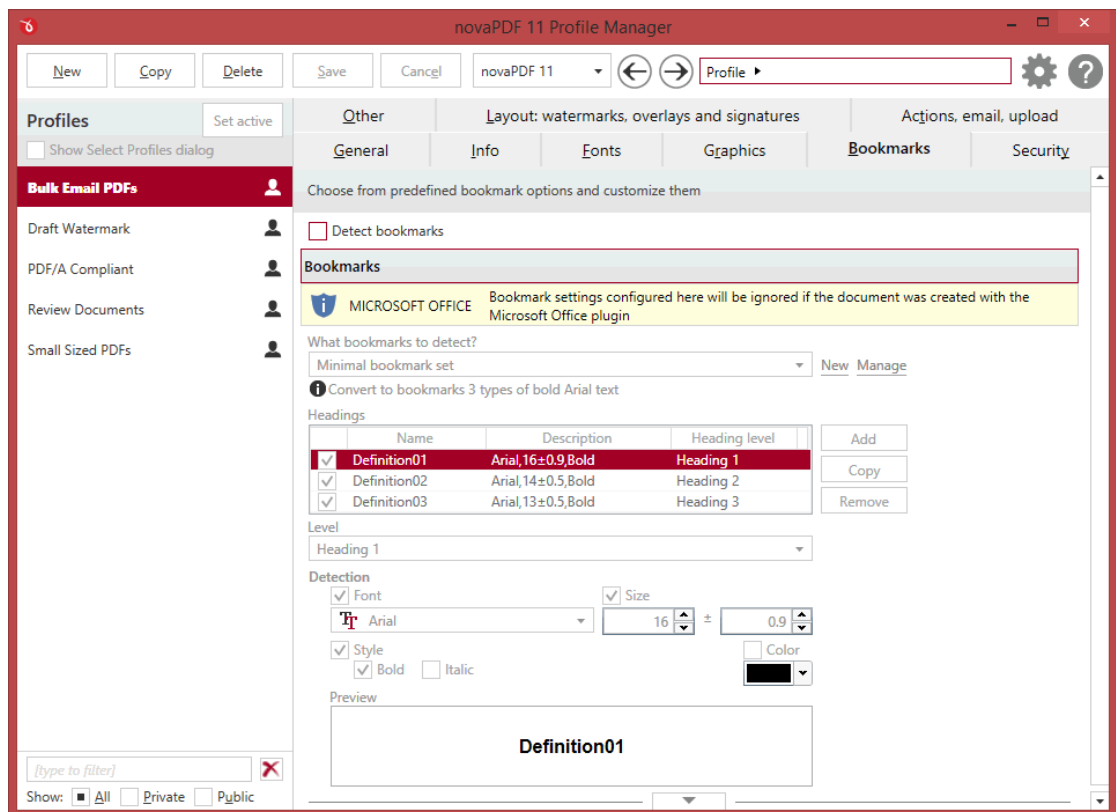 novaPDF 11 Profile Manager
New Copy Delete Save Cancel novaPDF 11 Profile
Profiles Set active
Show Select Profiles dialog
Bulk Email PDFs
Draft Watermark
PDF/A Compliant
Review Documents
Small Sized PDFs
[type to filter]
Show: All Private Public
Other Layout: watermarks, overlays and signatures Actions, email, upload
General Info Fonts Graphics Bookmarks Security
Choose from predefined bookmark options and customize them
Detect bookmarks
Bookmarks
MICROSOFT OFFICE Bookmark settings configured here will be ignored if the document was created with the
Microsoft Office plugin
What bookmarks to detect?
Minimal bookmark set New Manage
Convert to bookmarks 3 types of bold Arial text
Headings
Name Description Heading level Add
Definition01 Arial,16±0.9,Bold Heading 1
Definition02 Arial,14±0.5,Bold Heading 2 Copy
Definition03 Arial,13±0.5,Bold Heading 3 Remove
Level
Heading 1
Detection
Font Size
Arial 16 ± 0.9
Style Color
Bold Italic
Preview
Definition01